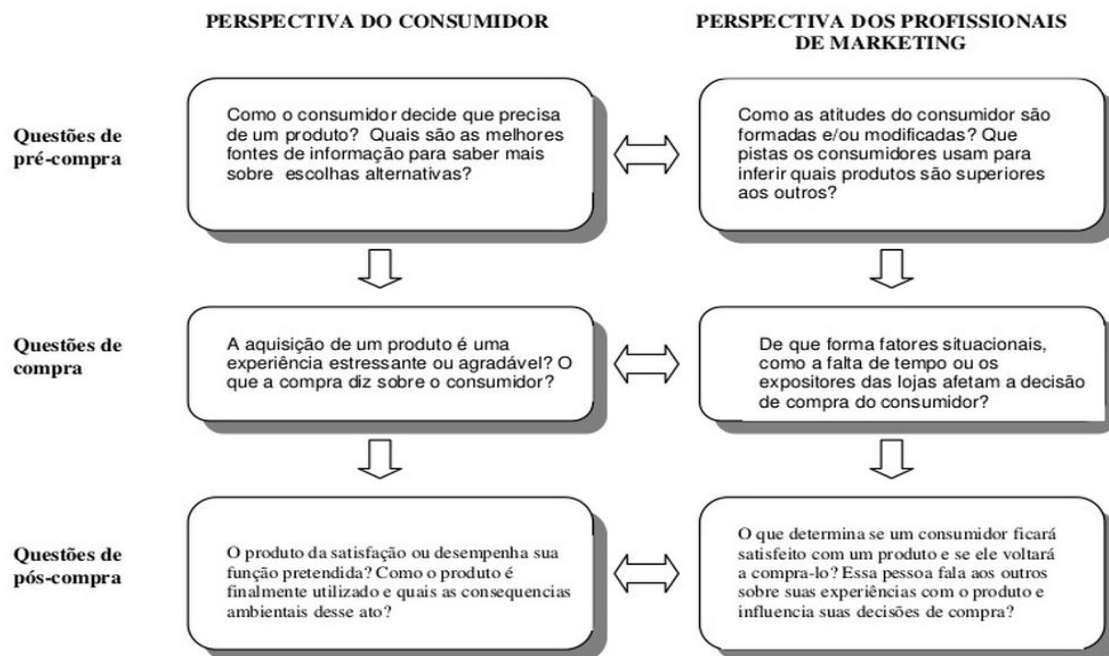 PERSPECTIVA DO CONSUMIDOR
PERSPECTIVA DOS PROFISSIONAIS
DE MARKETING
Questões de
pré-compra
Como o consumidor decide que precisa
de um produto? Quais são as melhores
fontes de informação para saber mais
sobre escolhas alternativas?
Como as atitudes do consumidor são
formadas e/ou modificadas? Que
pistas os consumidores usam para
inferir quais produtos são superiores
aos outros?
Questões de
compra
A aquisição de um produto é uma
experiência estressante ou agradável? O
que a compra diz sobre o consumidor?
De que forma fatores situacionais,
como a falta de tempo ou os
expositores das lojas afetam a decisão
de compra do consumidor?
Questões de
pós-compra
O produto da satisfação ou desempenha sua
função pretendida? Como o produto é
finalmente utilizado e quais as consequencias
ambientais desse ato?
O que determina se um consumidor ficará
satisfeito com um produto e se ele voltará
a compra-lo? Essa pessoa fala aos outros
sobre suas experiências com o produto e
influencia suas decisões de compra?